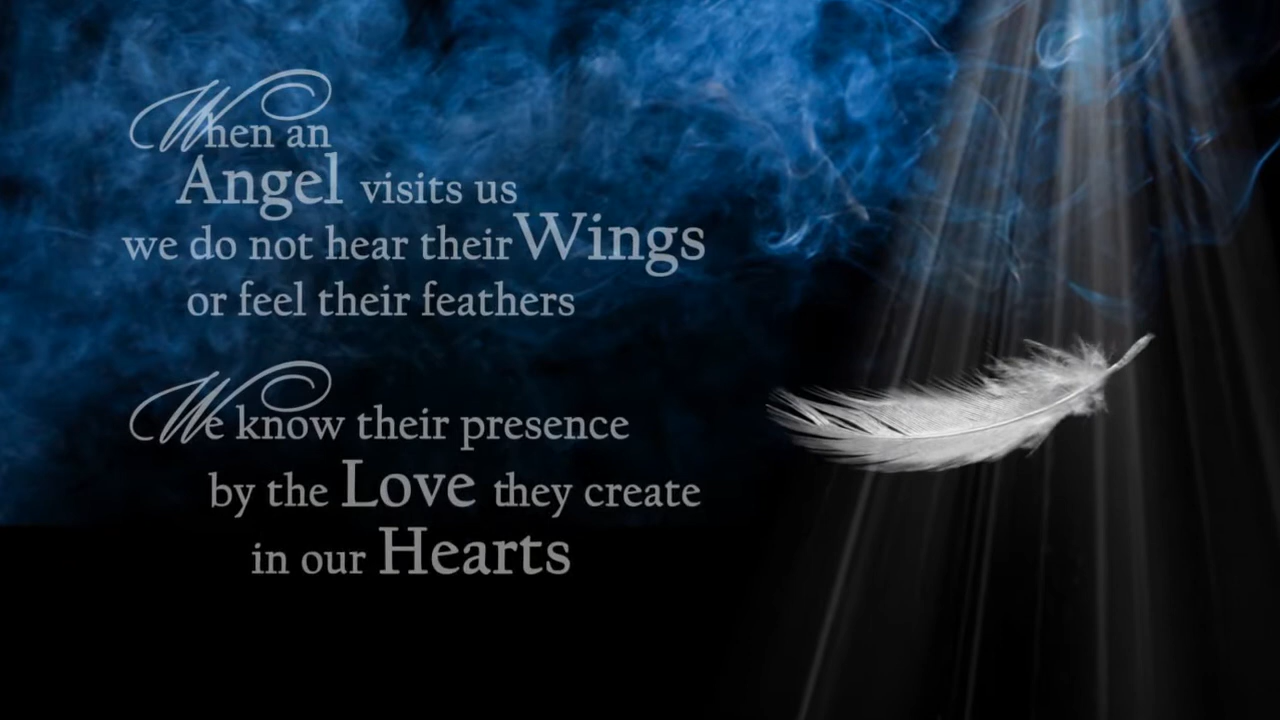 When an
Angel visits us
we do not hear their Wings
or feel their feathers
We know their presence
by the Love they create
in our Hearts